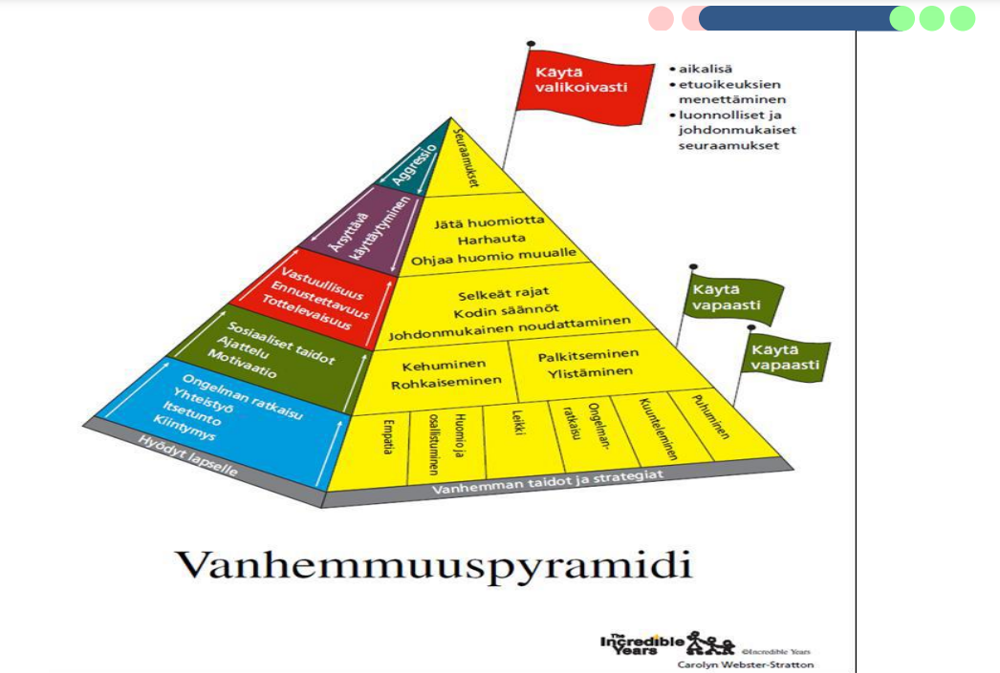 Käytä
valikoivasti
• aikalisä
• etuoikeuksien
menettäminen
• luonnolliset ja
johdonmukaiset
seuraamukset
Aggressio
Seuraamukset
Ärsyttävä
käyttäytyminen
Jätä huomiotta
Harhauta
Ohjaa huomio muualle
Vastuullisuus
Ennustettavuus
Tottelevaisuus
Selkeät rajat
Kodin säännöt
Johdonmukainen noudattaminen
Käytä
vapaasti
Sosiaaliset taidot
Ajattelu
Motivaatio
Kehuminen
Rohkaiseminen
Palkitseminen
Ylistäminen
Käytä
vapaasti
Ongelman ratkaisu
Yhteistyö
Itsetunto
Kiintymys
Empatia
Huomio ja
osallistuminen
Leikki
Ongelman-
ratkaisu
Kuunteleminen
Puhuminen
Hyödyt lapselle
Vanhemman taidot ja strategiat
Vanhemmuuspyramidi
The
Incredible
Years
©Incredible Years
Carolyn Webster-Stratton